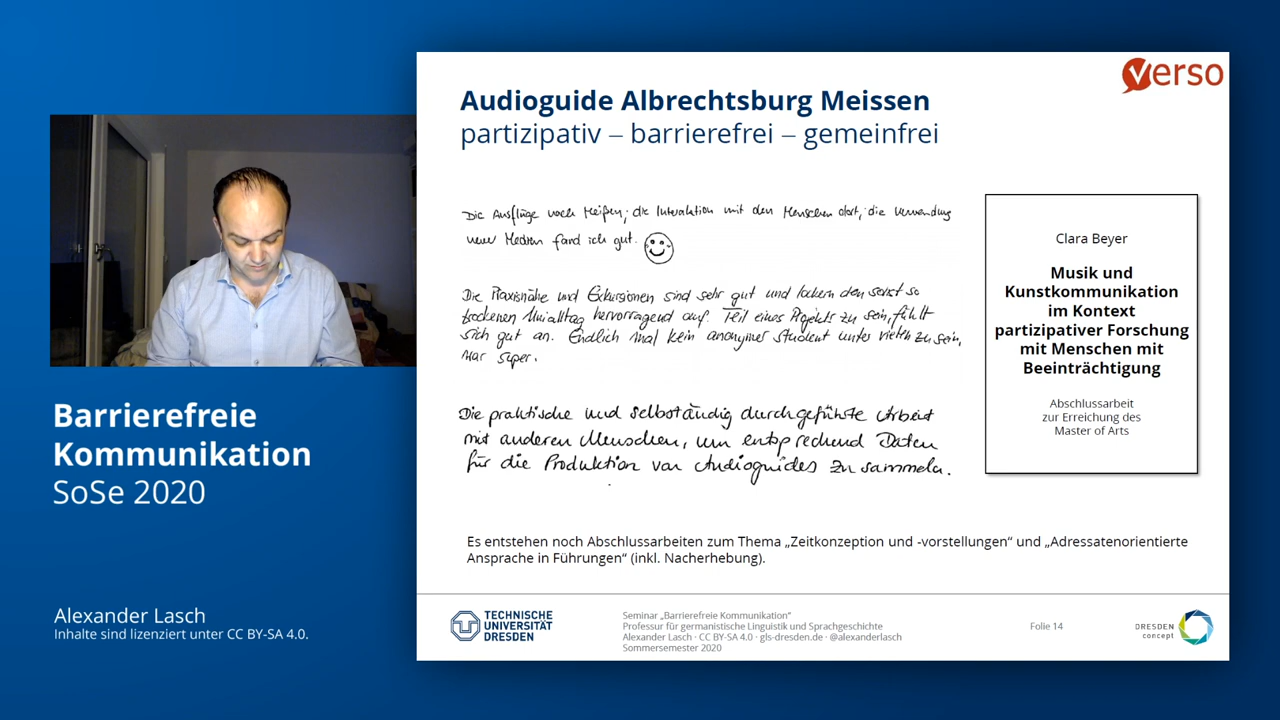 verso
Audioguide Albrechtsburg Meissen
partizipativ – barrierefrei – gemeinfrei
Die Ausflüge nach Meißen, die Interaktion mit den Menschen dort, die Verwendung
neuer Medien fand ich gut.
Die Praxisnähe und Exkursionen sind sehr gut und lockern den sonst so
trockenen Unialltag hervorragend auf. Teil eines Projekts zu sein, fühlt
sich gut an. Endlich mal kein anonymer Student unter vielen zu sein,
war super.
Die praktische und selbständig durchgeführte Arbeit
mit anderen Menschen, um entsprechend Daten
für die Produktion von Audioguides zu sammeln.
Clara Beyer
Musik und
Kunstkommunikation
im Kontext
partizipativer Forschung
mit Menschen mit
Beeinträchtigung
Abschlussarbeit
zur Erreichung des
Master of Arts
Es entstehen noch Abschlussarbeiten zum Thema „Zeitkonzeption und -vorstellungen“ und „Adressatenorientierte
Ansprache in Führungen“ (inkl. Nacherhebung).
Barrierefreie
Kommunikation
SoSe 2020
Alexander Lasch
Inhalte sind lizenziert unter CC BY-SA 4.0.
TECHNISCHE
UNIVERSITÄT
DRESDEN
Seminar „Barrierefreie Kommunikation“
Professur für germanistische Linguistik und Sprachgeschichte
Alexander Lasch · CC BY-SA 4.0 · gls-dresden.de · @alexanderlasch
Sommersemester 2020
Folie 14
DRESDEN
concept